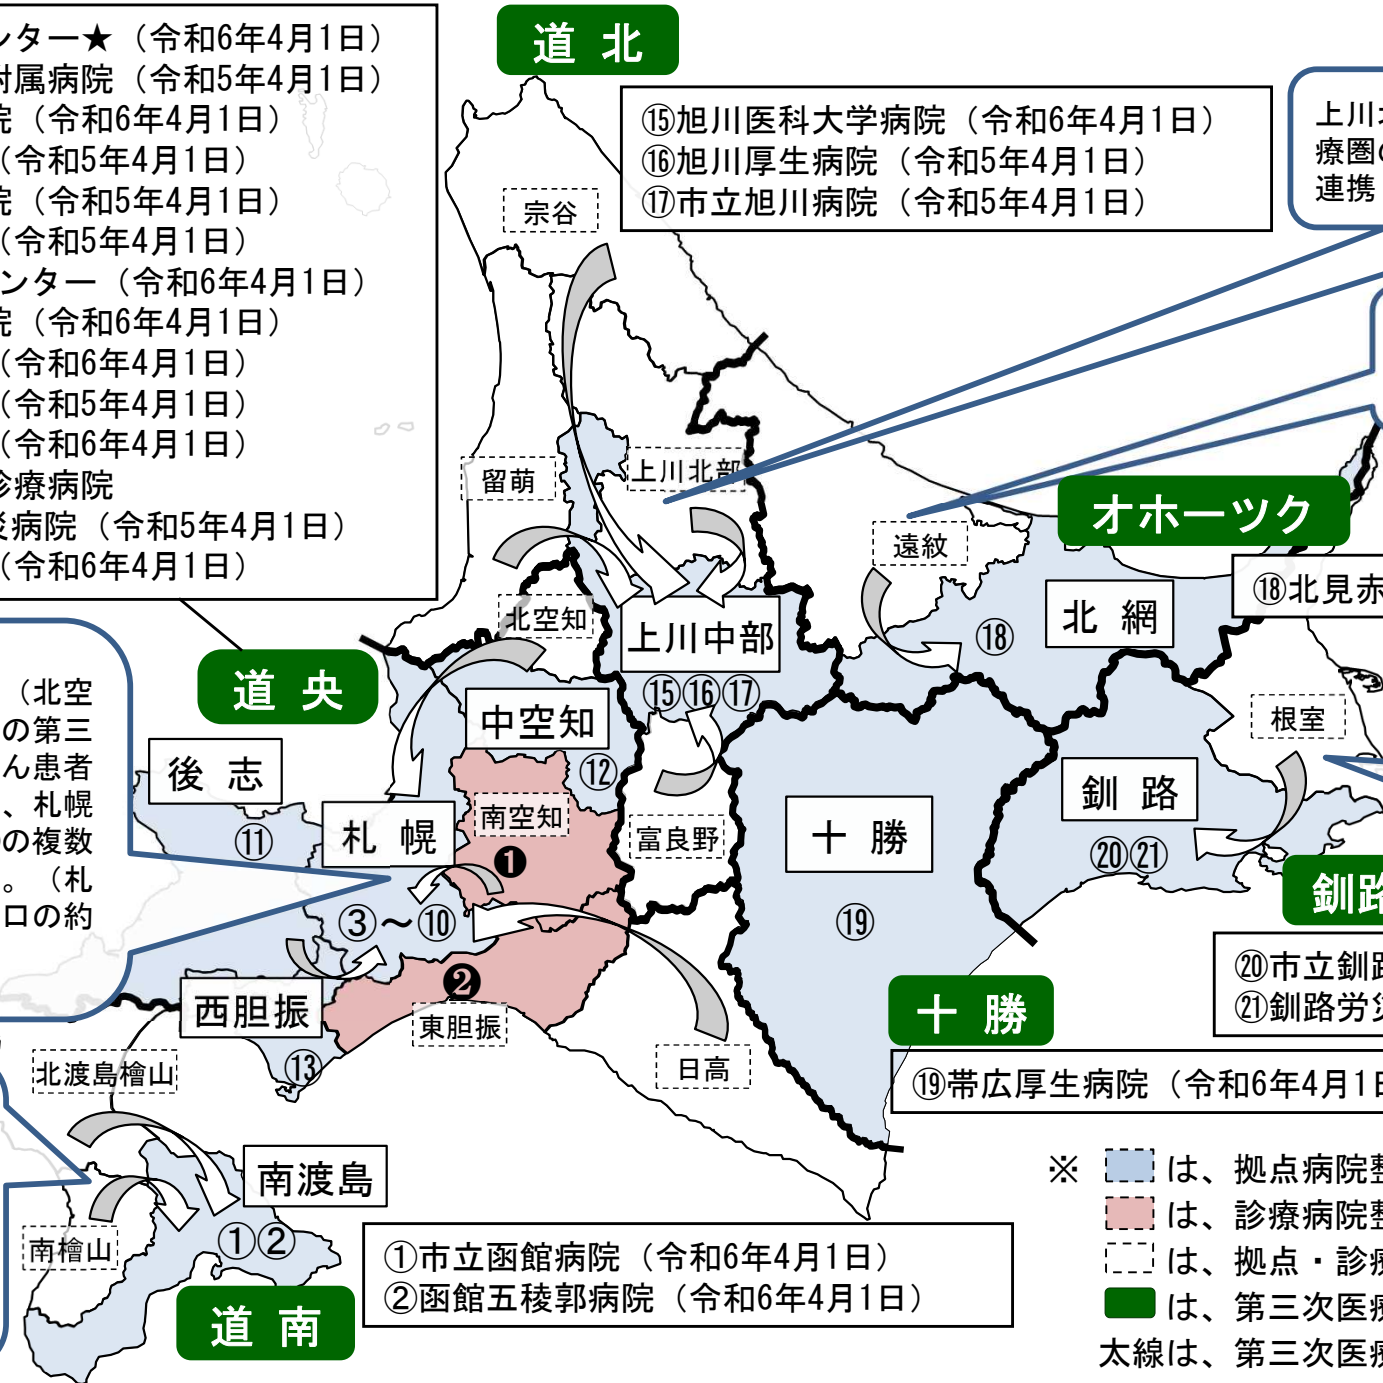 ンター★（令和6年4月1日）
付属病院（令和5年4月1日）
院（令和6年4月1日）
（令和5年4月1日）
院（令和5年4月1日）
（令和5年4月1日）
ンター（令和6年4月1日）
院（令和6年4月1日）
（令和6年4月1日）
（令和5年4月1日）
（令和6年4月1日）
診療病院
災病院（令和5年4月1日）
（令和6年4月1日）
道 北
⑮旭川医科大学病院（令和6年4月1日）
⑯旭川厚生病院（令和5年4月1日）
⑰市立旭川病院（令和5年4月1日）
上川北
療圏の
連携
宗谷
留萌
上川北部
遠紋
オホーツク
⑱北見赤
北 網
⑱
北空知
上川中部
⑮⑯⑰
道 央
（北空
の第三
ん患者
、札幌
の複数
。（札
口の約
中空知
⑫
後 志
⑪
札 幌
南空知
❶
③～⑩
富良野
十 勝
⑲
根室
釧 路
⑳㉑
釧路
⑳市立釧路
㉑釧路労災
西胆振
⑬
❷
東胆振
日高
十 勝
⑲帯広厚生病院（令和6年4月1日
北渡島檜山
南渡島
南檜山
①②
道 南
①市立函館病院（令和6年4月1日）
②函館五稜郭病院（令和6年4月1日）
※
は、拠点病院整
は、診療病院整
は、拠点・診療
は、第三次医療
太線は、第三次医療